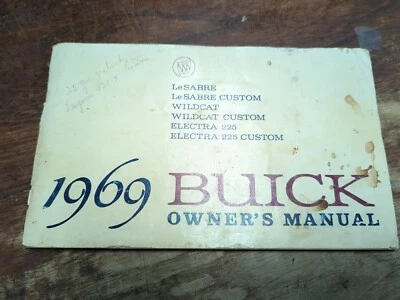 LeSABRE
LeSABRE CUSTOM
WILDCAT
WILDCAT CUSTOM
ELECTRA 225
ELECTRA 225 CUSTOM
1969 BUICK
OWNER'S MANUAL